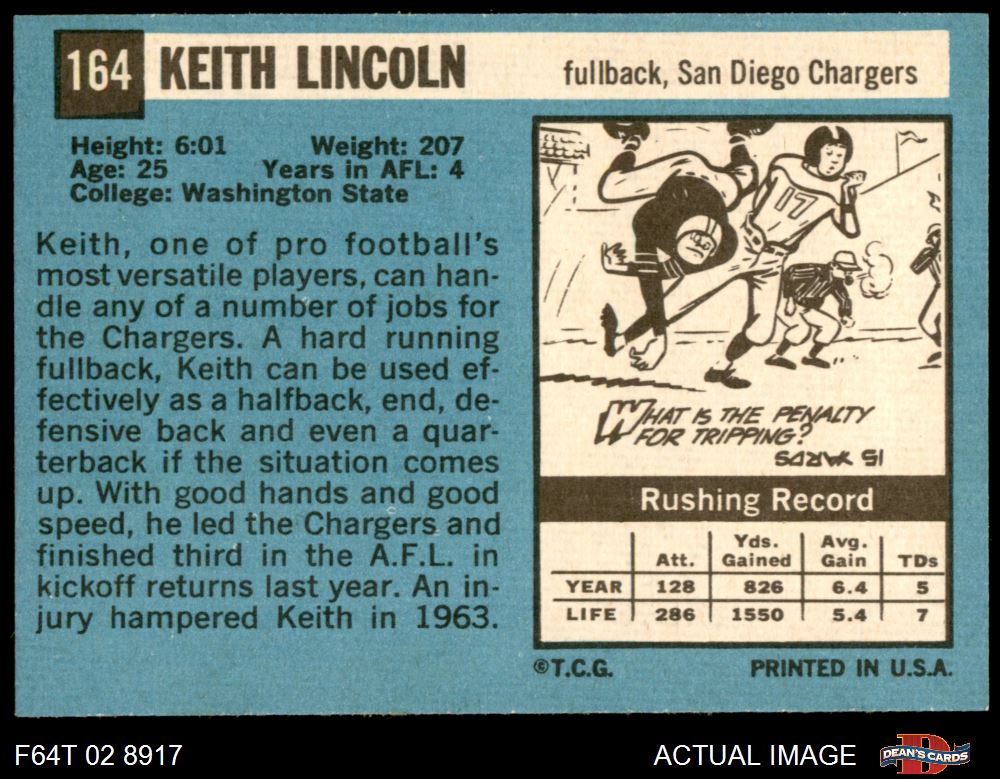 164 KEITH LINCOLN fullback, San Diego Chargers
Height: 6:01 Weight: 207
Age: 25 Years in AFL: 4
College: Washington State
Keith, one of pro football's
most versatile players, can han-
dle any of a number of jobs for
the Chargers. A hard running
fullback, Keith can be used ef-
fectively as a halfback, end, de-
fensive back and even a quar-
terback if the situation comes
up. With good hands and good
speed, he led the Chargers and
finished third in the A.F.L. in
kickoff returns last year. An in-
jury hampered Keith in 1963.
17
WHAT IS THE PENALTY
FOR TRIPPING?
15 YARDS
Rushing Record
Att. Yds. Gained Avg. Gain TDs
YEAR 128 826 6.4 5
LIFE 286 1550 5.4 7
©T.C.G. PRINTED IN U.S.A.
F64T 02 8917 ACTUAL IMAGE DEAN'S CARDS